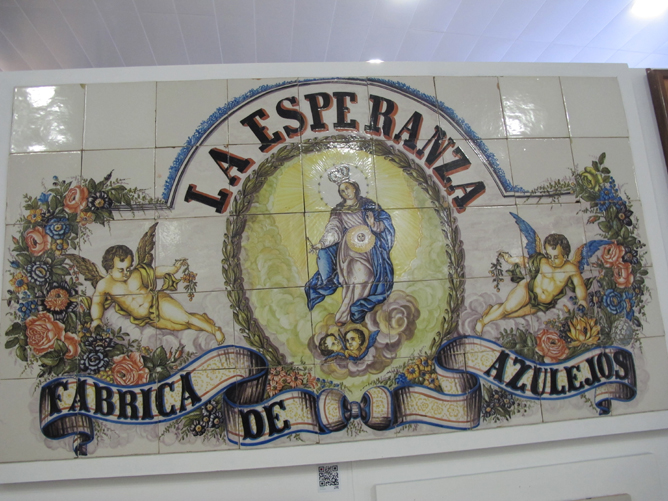 LA ESPERANZA
FABRICA DE AZULEJOS